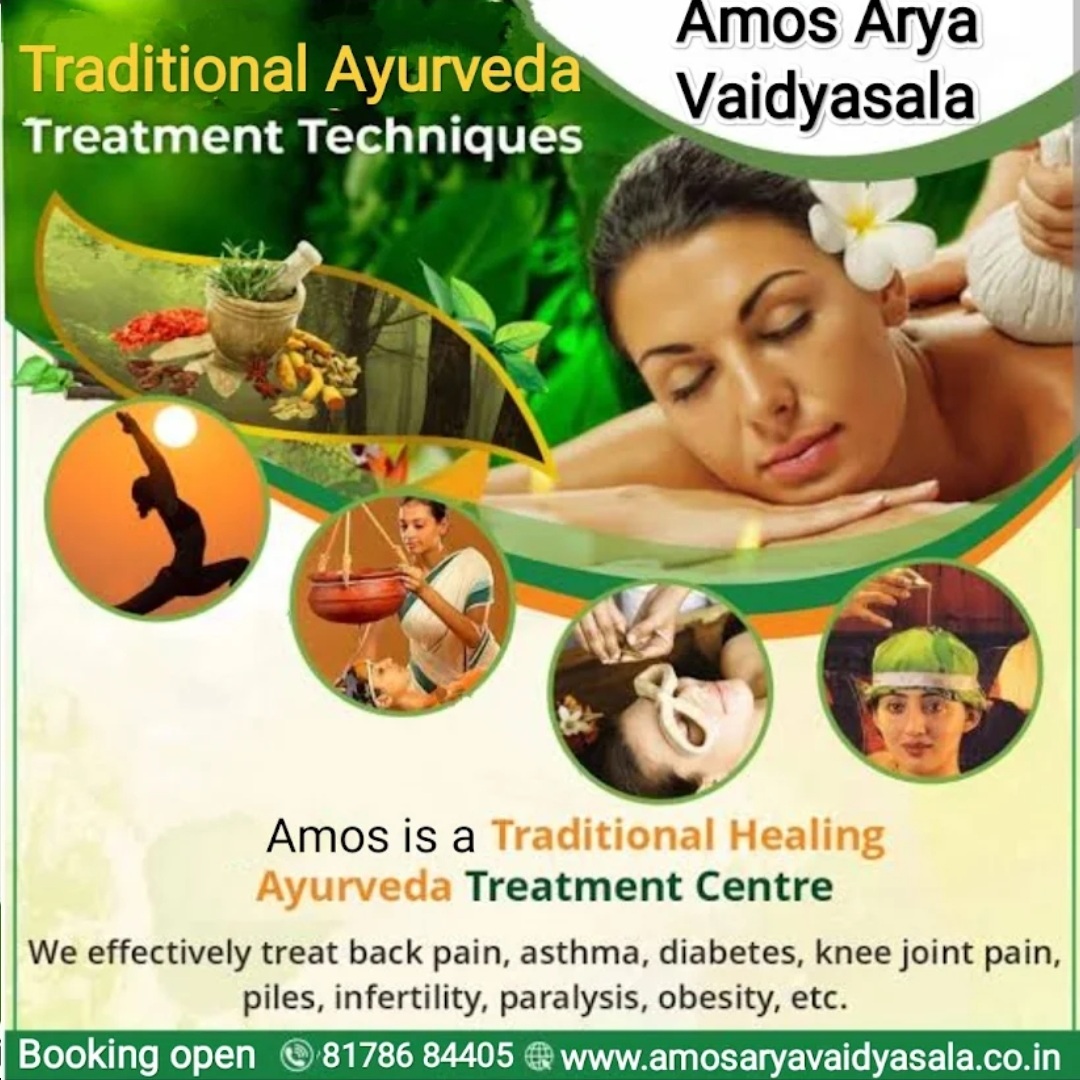 Amos Arya
Vaidyasala
Traditional Ayurveda
Treatment Techniques
Amos is a Traditional Healing
Ayurveda Treatment Centre
We effectively treat back pain, asthma, diabetes, knee joint pain,
piles, infertility, paralysis, obesity, etc.
Booking open 81786 84405 www.amosaryavaidyasala.co.in